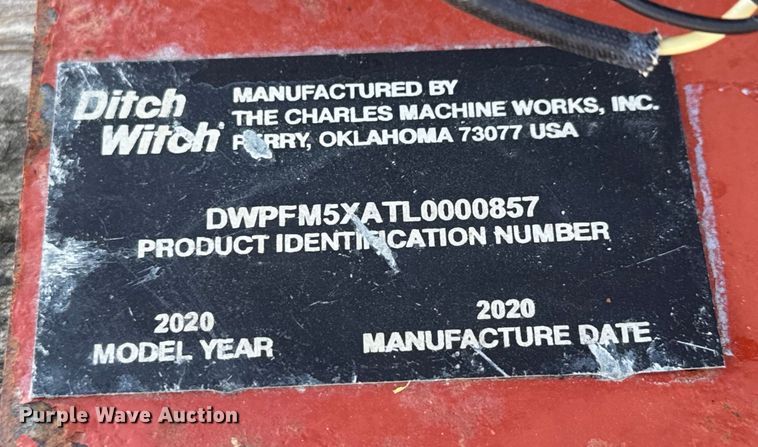 Ditch Witch
MANUFACTURED BY
THE CHARLES MACHINE WORKS, INC.
PERRY, OKLAHOMA 73077 USA
DWPFM5XATL0000857
PRODUCT IDENTIFICATION NUMBER
2020
MODEL YEAR
2020
MANUFACTURE DATE
Purple Wave Auction